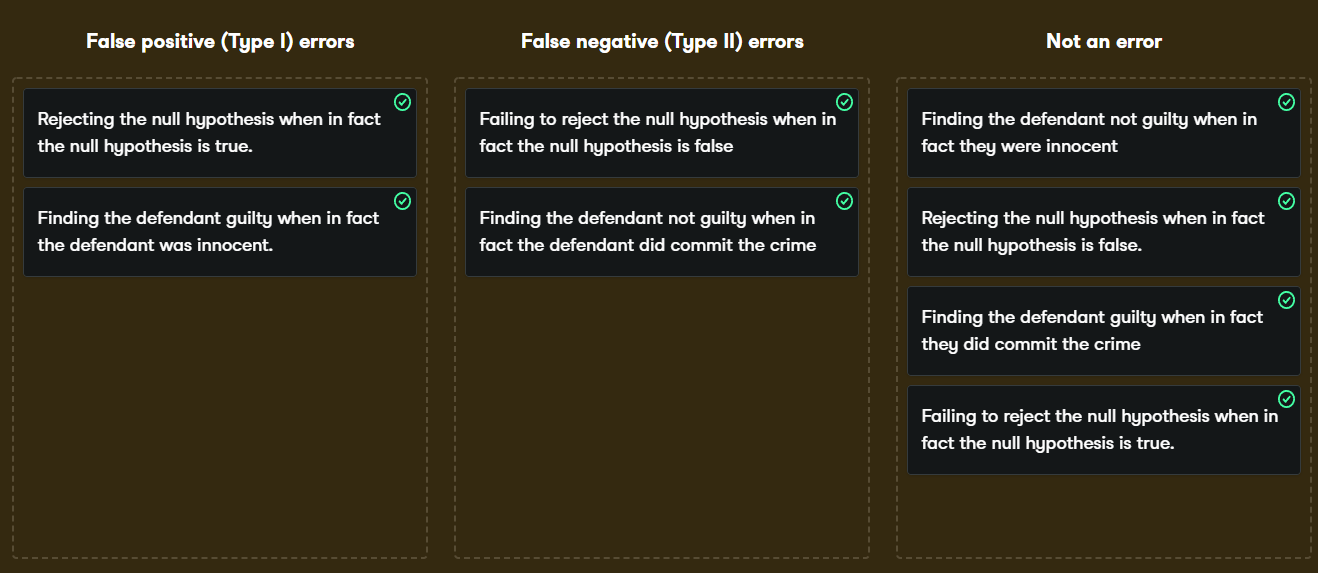 False positive (Type I) errors
Rejecting the null hypothesis when in fact
the null hypothesis is true.
Finding the defendant guilty when in fact
the defendant was innocent.
False negative (Type II) errors
Failing to reject the null hypothesis when in
fact the null hypothesis is false
Finding the defendant not guilty when in
fact the defendant did commit the crime
Not an error
Finding the defendant not guilty when in
fact they were innocent
Rejecting the null hypothesis when in fact
the null hypothesis is false.
Finding the defendant guilty when in fact
they did commit the crime
Failing to reject the null hypothesis when in
fact the null hypothesis is true.